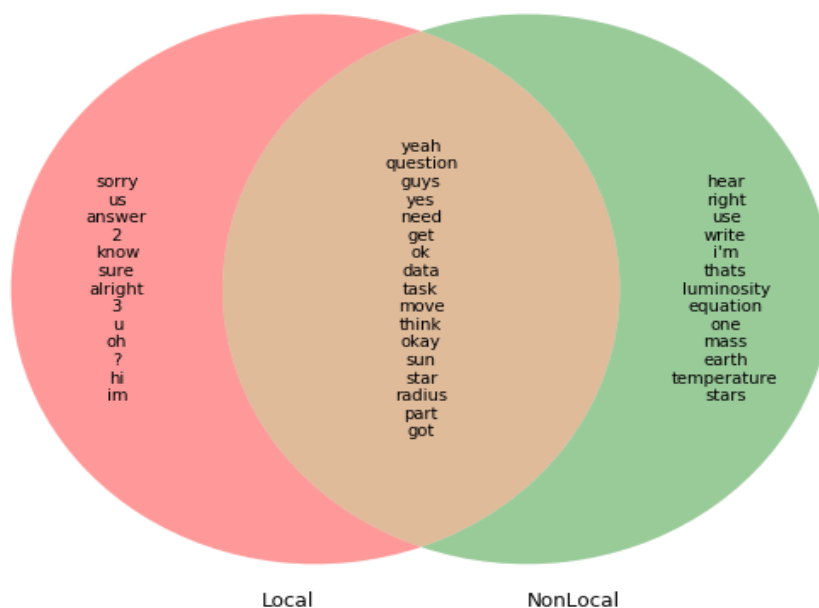 sorry
us
answer
2
know
sure
alright
3
u
oh
?
hi
im
yeah
question
guys
yes
need
get
ok
data
task
move
think
okay
sun
star
radius
part
got
hear
right
use
write
i'm
thats
luminosity
equation
one
mass
earth
temperature
stars
Local
NonLocal